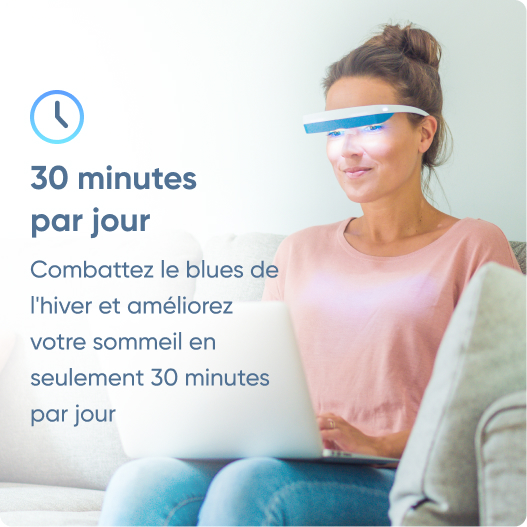 30 minutes
par jour
Combattez le blues de
l'hiver et améliorez
votre sommeil en
seulement 30 minutes
par jour